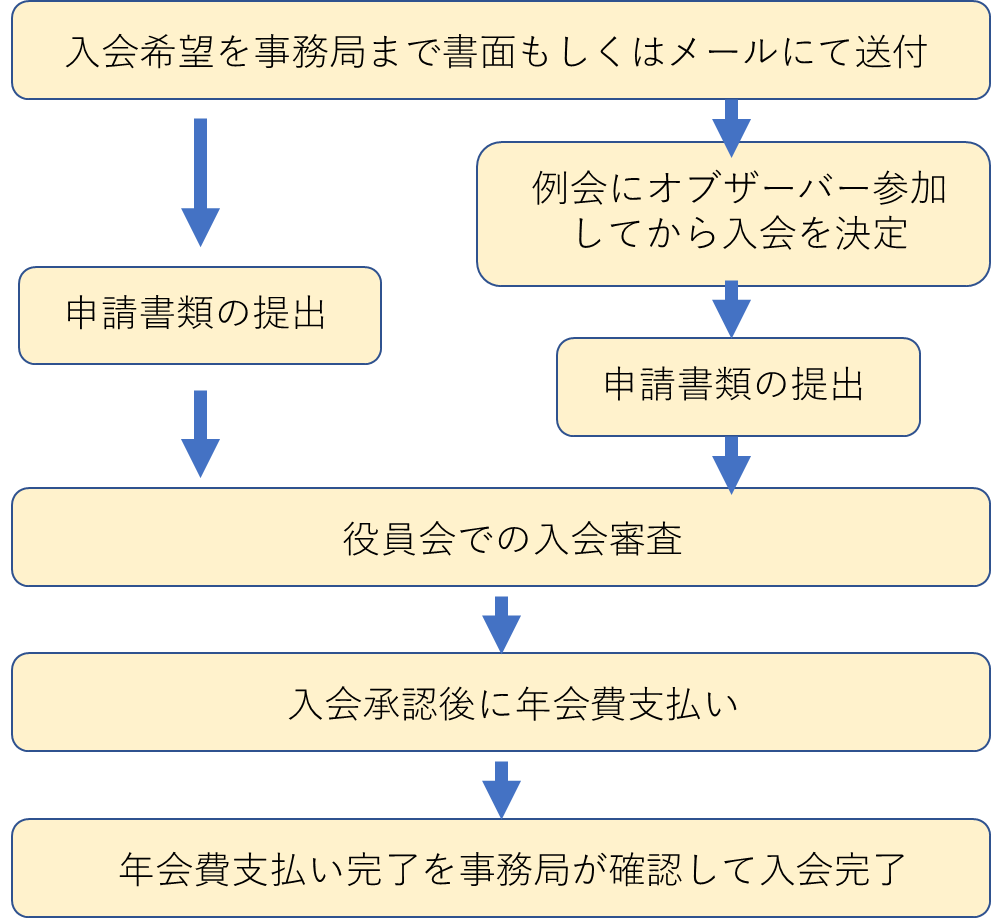 入会希望を事務局まで書面もしくはメールにて送付
例会にオブザーバー参加
してから入会を決定
申請書類の提出
申請書類の提出
役員会での入会審査
入会承認後に年会費支払い
年会費支払い完了を事務局が確認して入会完了